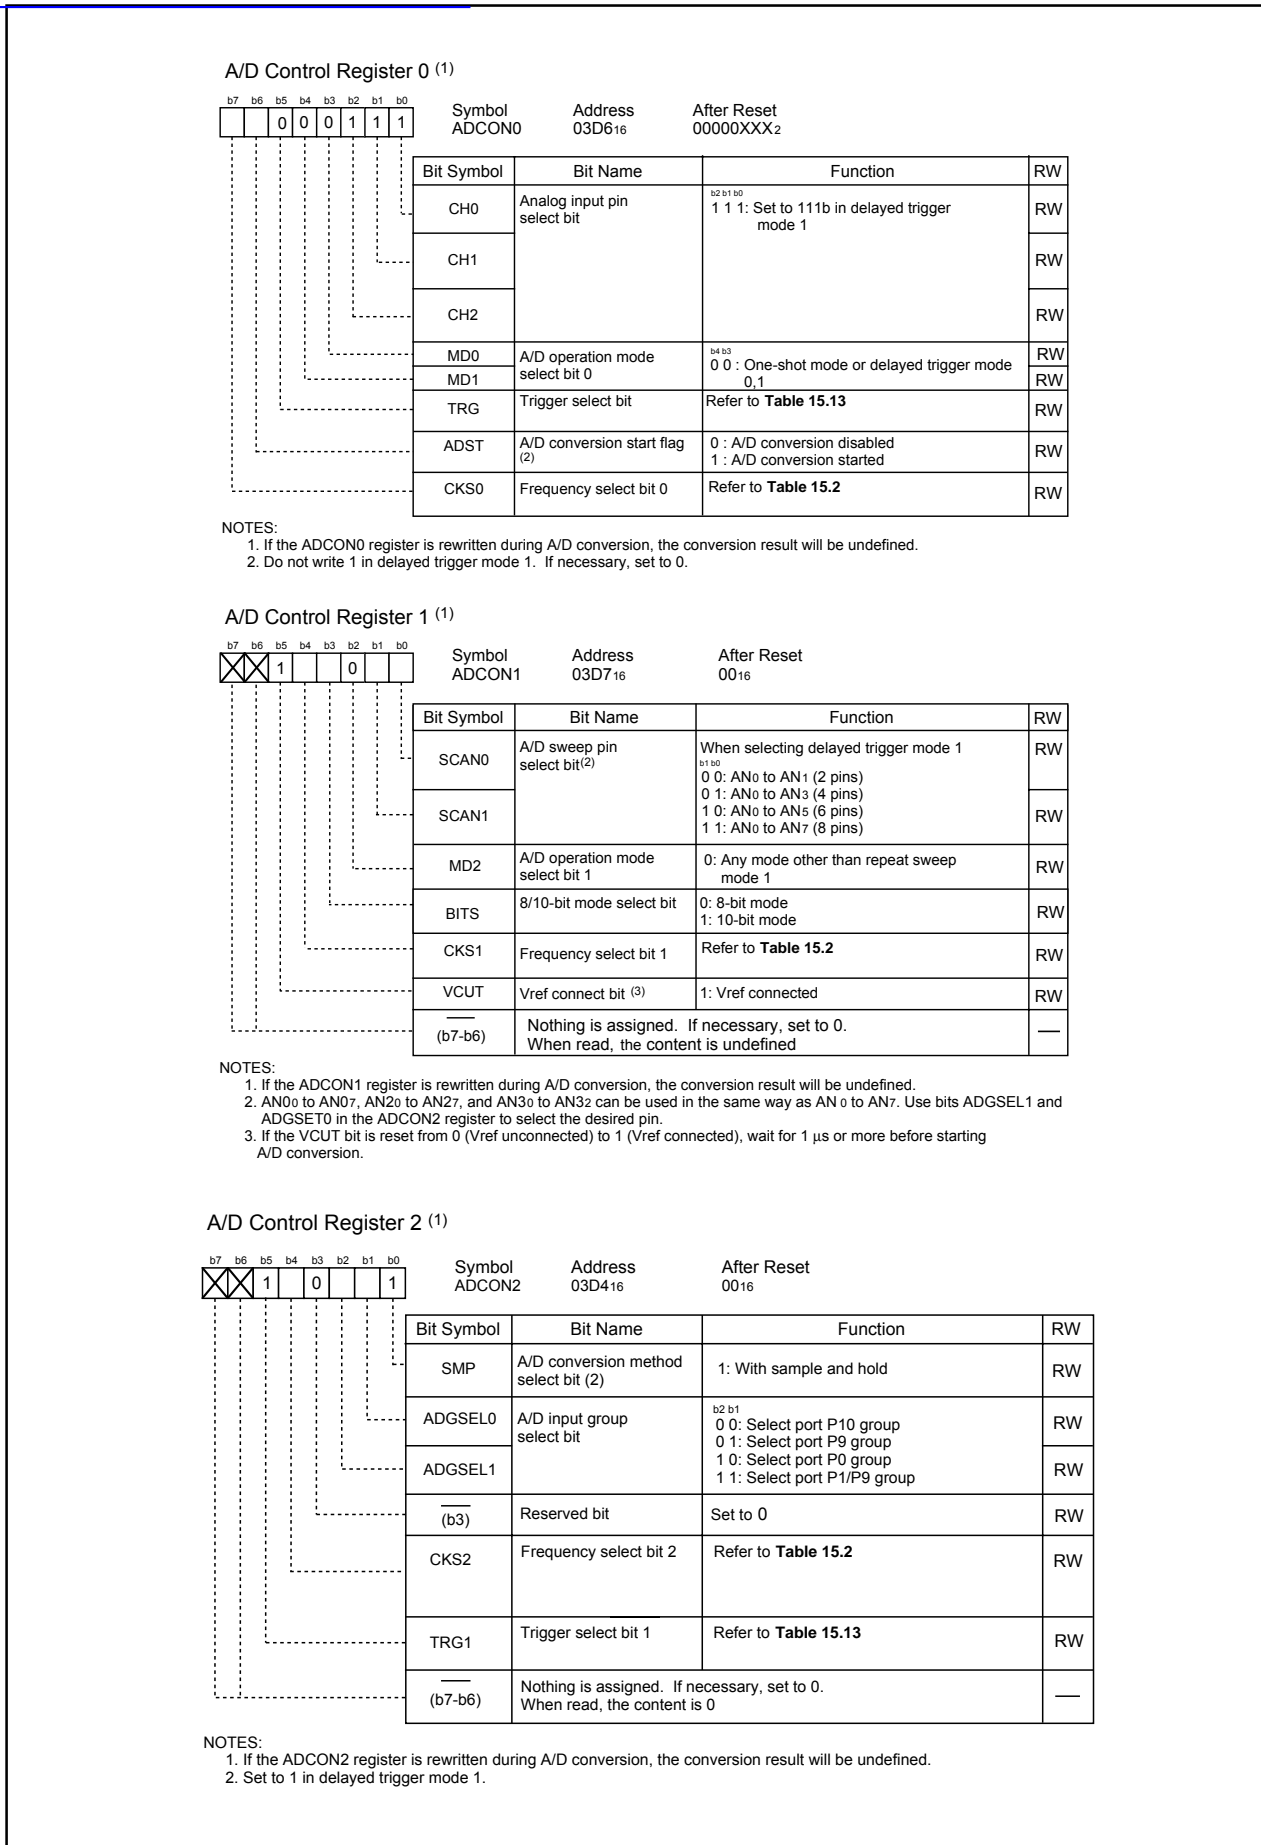 A/D Control Register 0 (1)
b7 b6 b5 b4 b3 b2 b1 b0
0 0 0 1 1 1
Symbol Address After Reset
ADCON0 03D616 00000XXX2
Bit Symbol Bit Name Function RW
CH0 Analog input pin select bit b2 b1 b0 RW
1 1 1: Set to 111b in delayed trigger mode 1
CH1 RW
CH2 RW
MD0 A/D operation mode select bit 0 b4 b3 RW
0 0 : One-shot mode or delayed trigger mode 0,1
MD1 RW
TRG Trigger select bit Refer to Table 15.13 RW
ADST A/D conversion start flag (2) 0 : A/D conversion disabled RW
1 : A/D conversion started
CKS0 Frequency select bit 0 Refer to Table 15.2 RW
NOTES:
1. If the ADCON0 register is rewritten during A/D conversion, the conversion result will be undefined.
2. Do not write 1 in delayed trigger mode 1. If necessary, set to 0.
A/D Control Register 1 (1)
b7 b6 b5 b4 b3 b2 b1 b0
1 0
Symbol Address After Reset
ADCON1 03D716 0016
Bit Symbol Bit Name Function RW
SCAN0 A/D sweep pin select bit(2) When selecting delayed trigger mode 1 RW
b1 b0
0 0: AN0 to AN1 (2 pins)
0 1: AN0 to AN3 (4 pins)
1 0: AN0 to AN5 (6 pins)
1 1: AN0 to AN7 (8 pins)
SCAN1 RW
MD2 A/D operation mode select bit 1 0: Any mode other than repeat sweep mode 1 RW
BITS 8/10-bit mode select bit 0: 8-bit mode RW
1: 10-bit mode
CKS1 Frequency select bit 1 Refer to Table 15.2 RW
VCUT Vref connect bit (3) 1: Vref connected RW
(b7-b6) Nothing is assigned. If necessary, set to 0. —
When read, the content is undefined
NOTES:
1. If the ADCON1 register is rewritten during A/D conversion, the conversion result will be undefined.
2. AN00 to AN07, AN20 to AN27, and AN30 to AN32 can be used in the same way as AN 0 to AN7. Use bits ADGSEL1 and
ADGSET0 in the ADCON2 register to select the desired pin.
3. If the VCUT bit is reset from 0 (Vref unconnected) to 1 (Vref connected), wait for 1 µs or more before starting
A/D conversion.
A/D Control Register 2 (1)
b7 b6 b5 b4 b3 b2 b1 b0
1 0 1
Symbol Address After Reset
ADCON2 03D416 0016
Bit Symbol Bit Name Function RW
SMP A/D conversion method select bit (2) 1: With sample and hold RW
ADGSEL0 A/D input group select bit b2 b1 RW
0 0: Select port P10 group
0 1: Select port P9 group
1 0: Select port P0 group
1 1: Select port P1/P9 group
ADGSEL1 RW
(b3) Reserved bit Set to 0 RW
CKS2 Frequency select bit 2 Refer to Table 15.2 RW
TRG1 Trigger select bit 1 Refer to Table 15.13 RW
(b7-b6) Nothing is assigned. If necessary, set to 0. —
When read, the content is 0
NOTES:
1. If the ADCON2 register is rewritten during A/D conversion, the conversion result will be undefined.
2. Set to 1 in delayed trigger mode 1.